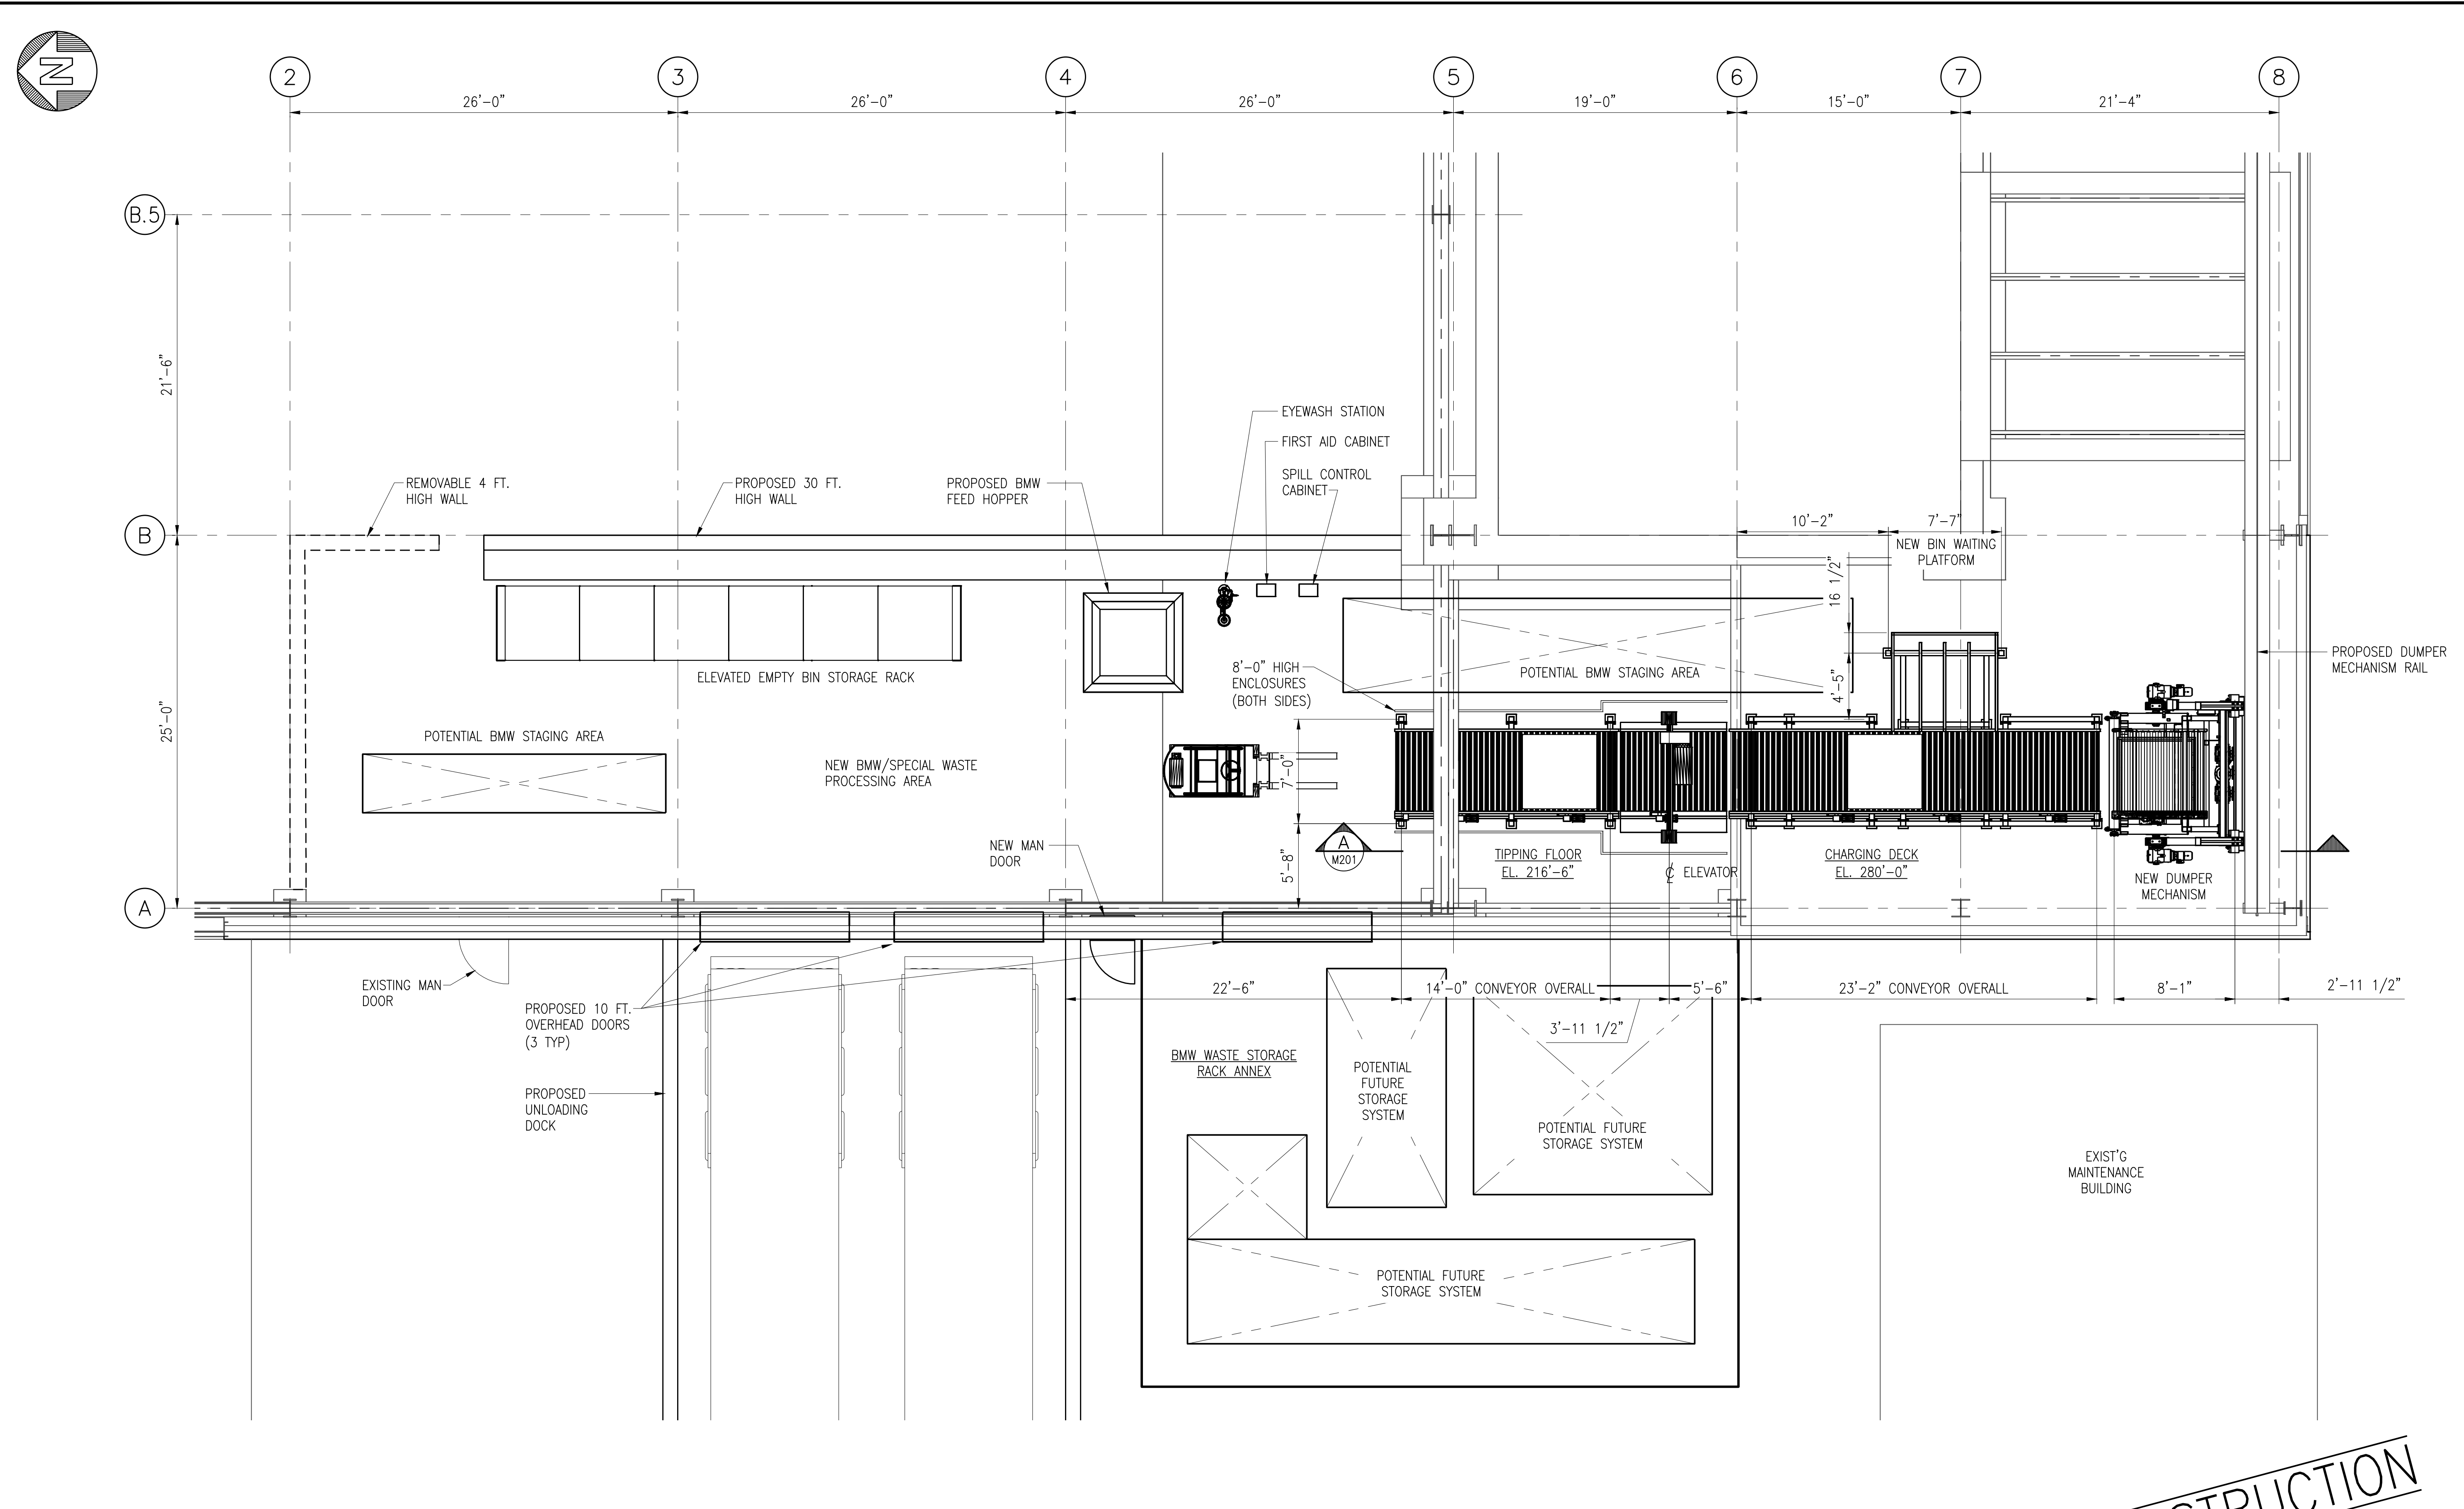 N
2
3
4
5
6
7
8
26'-0"
26'-0"
26'-0"
19'-0"
15'-0"
21'-4"
B.5
21'-6"
B
25'-0"
A
REMOVABLE 4 FT.
HIGH WALL
PROPOSED 30 FT.
HIGH WALL
PROPOSED BMW
FEED HOPPER
EYEWASH STATION
FIRST AID CABINET
SPILL CONTROL
CABINET
10'-2"
7'-7"
NEW BIN WAITING
PLATFORM
16 1/2"
4'-5"
ELEVATED EMPTY BIN STORAGE RACK
8'-0" HIGH
ENCLOSURES
(BOTH SIDES)
POTENTIAL BMW STAGING AREA
PROPOSED DUMPER
MECHANISM RAIL
POTENTIAL BMW STAGING AREA
NEW BMW/SPECIAL WASTE
PROCESSING AREA
7'-0"
5'-8"
NEW MAN
DOOR
A
M201
TIPPING FLOOR
EL. 216'-6"
℄ ELEVATOR
CHARGING DECK
EL. 280'-0"
NEW DUMPER
MECHANISM
EXISTING MAN
DOOR
PROPOSED 10 FT.
OVERHEAD DOORS
(3 TYP)
22'-6"
14'-0" CONVEYOR OVERALL
5'-6"
23'-2" CONVEYOR OVERALL
8'-1"
2'-11 1/2"
3'-11 1/2"
PROPOSED
UNLOADING
DOCK
BMW WASTE STORAGE
RACK ANNEX
POTENTIAL
FUTURE
STORAGE
SYSTEM
POTENTIAL FUTURE
STORAGE SYSTEM
POTENTIAL FUTURE
STORAGE SYSTEM
EXIST'G
MAINTENANCE
BUILDING
STRUCTION